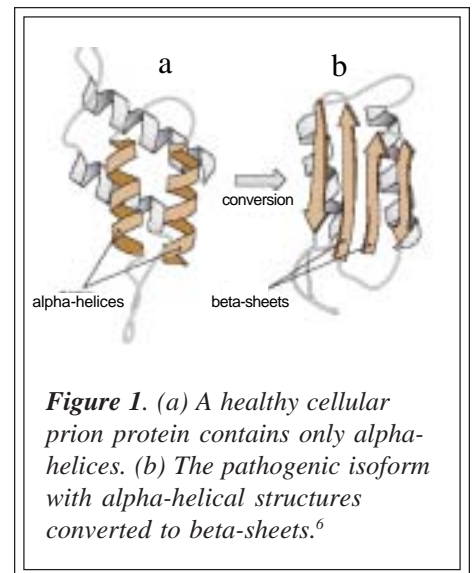 a b
conversion
alpha-helices beta-sheets
Figure 1. (a) A healthy cellular
prion protein contains only alpha-
helices. (b) The pathogenic isoform
with alpha-helical structures
converted to beta-sheets.⁶